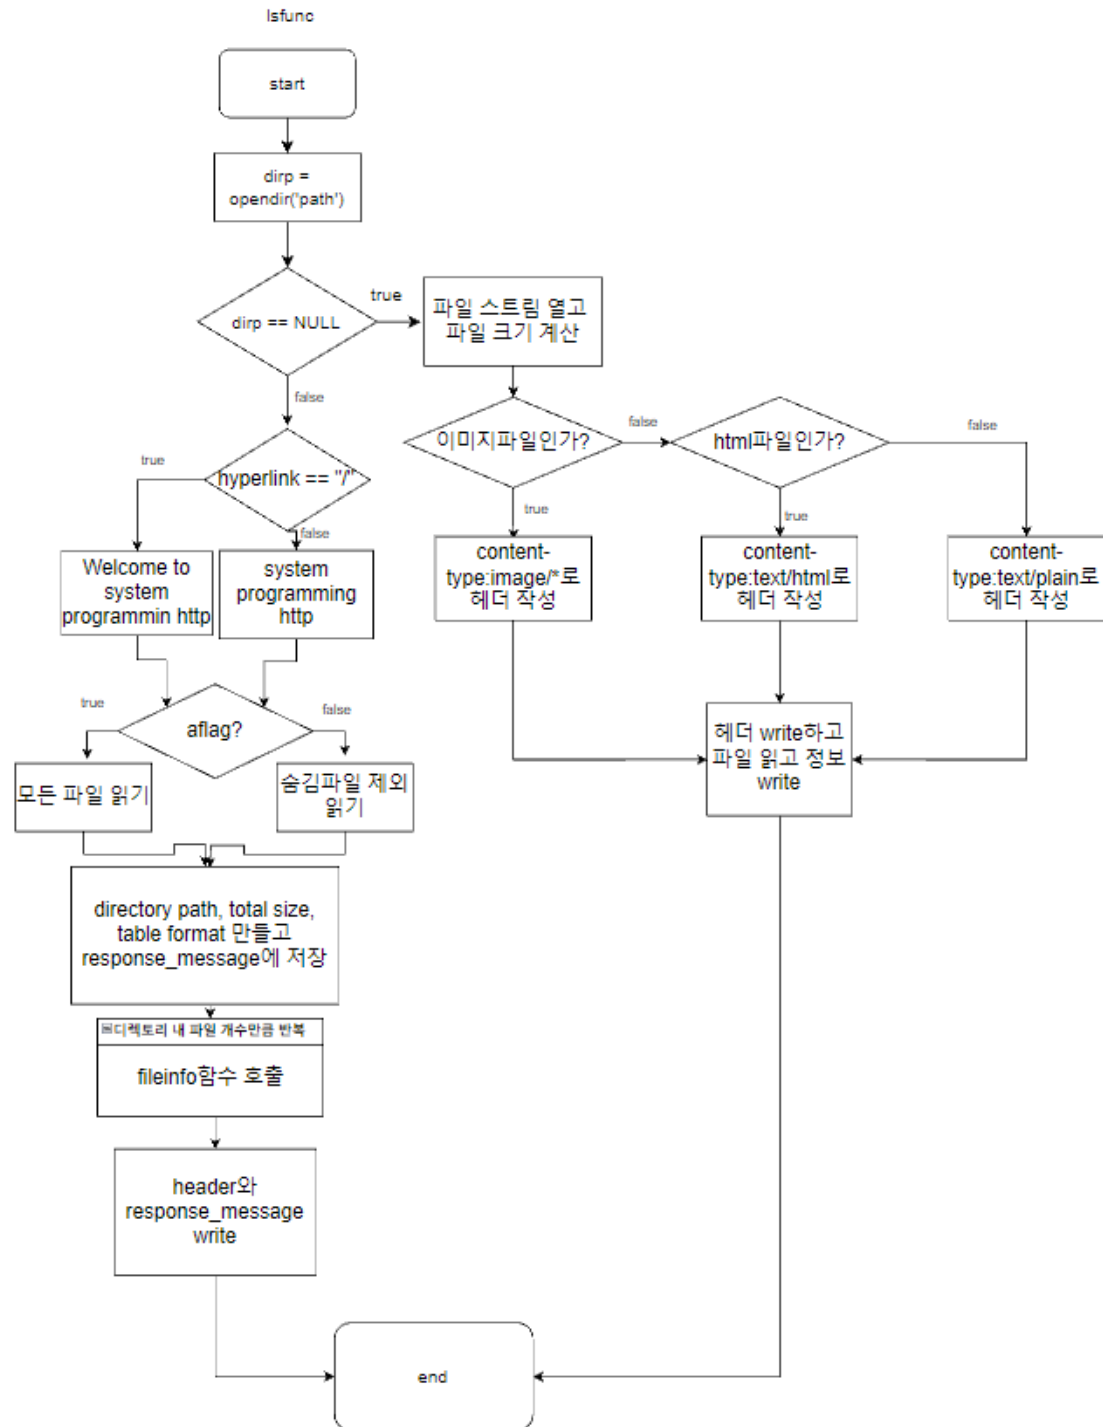 lsfunc
start
dirp =
opendir('path')
dirp == NULL
true
파일 스트림 열고
파일 크기 계산
false
이미지파일인가?
false
html파일인가?
false
true
hyperlink == "/"
false
true
true
Welcome to
system
programmin http
system
programming
http
content-
type:image/*로
헤더 작성
content-
type:text/html로
헤더 작성
content-
type:text/plain로
헤더 작성
true
aflag?
false
헤더 write하고
파일 읽고 정보
write
모든 파일 읽기
숨김파일 제외
읽기
directory path, total size,
table format 만들고
response_message에 저장
디렉토리 내 파일 개수만큼 반복
fileinfo함수 호출
header와
response_message
write
end